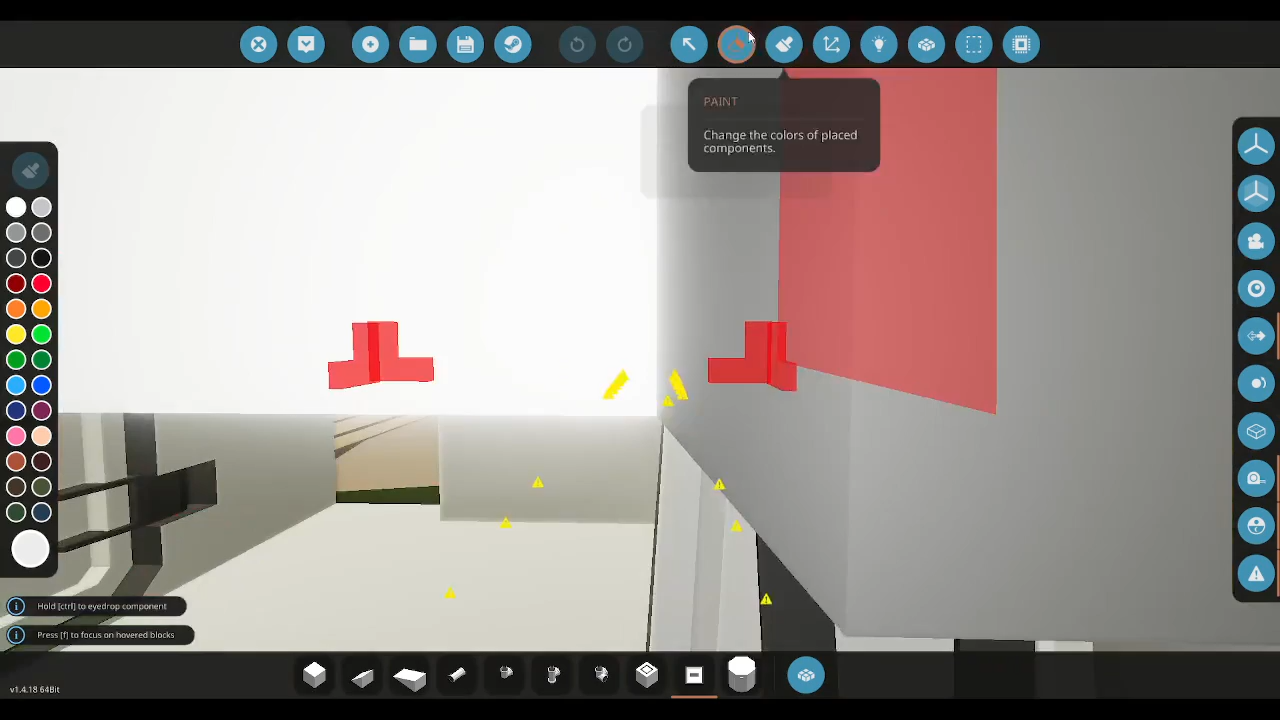 PAINT
Change the colors of placed
components.
Hold [ctrl] to eyedrop component
Press [f] to focus on hovered blocks
v1.4.18 64Bit